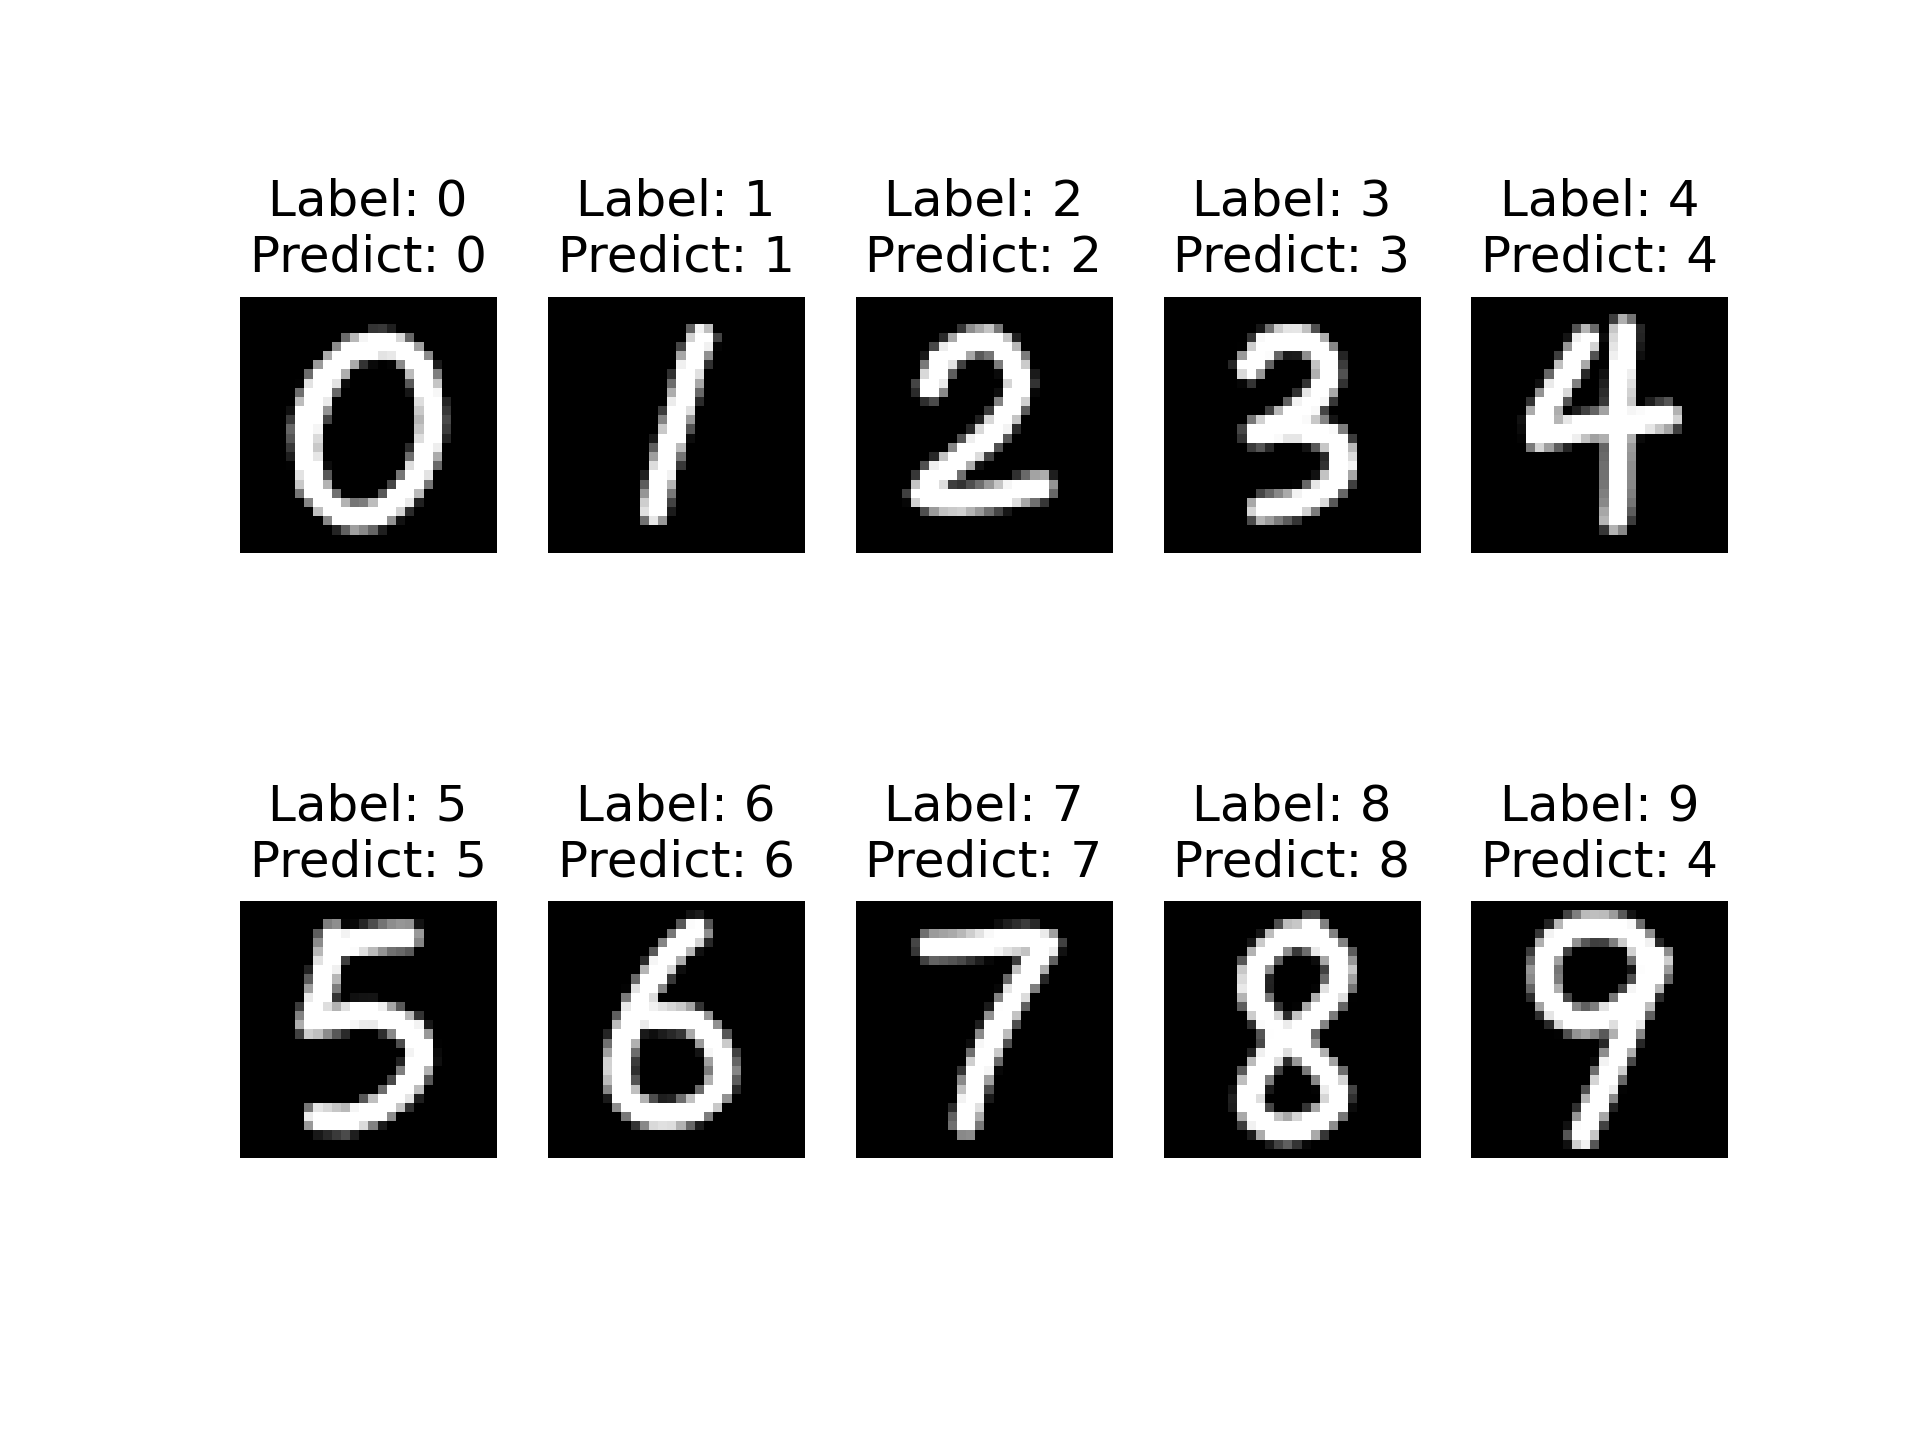 Label: 0 Label: 1 Label: 2 Label: 3 Label: 4
Predict: 0 Predict: 1 Predict: 2 Predict: 3 Predict: 4
0 1 2 3 4
Label: 5 Label: 6 Label: 7 Label: 8 Label: 9
Predict: 5 Predict: 6 Predict: 7 Predict: 8 Predict: 4
5 6 7 8 9